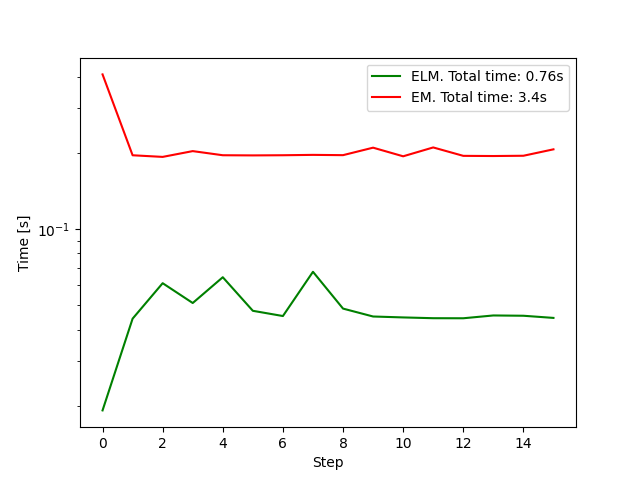 ELM. Total time: 0.76s
EM. Total time: 3.4s
Time [s]
10⁻¹
0 2 4 6 8 10 12 14
Step